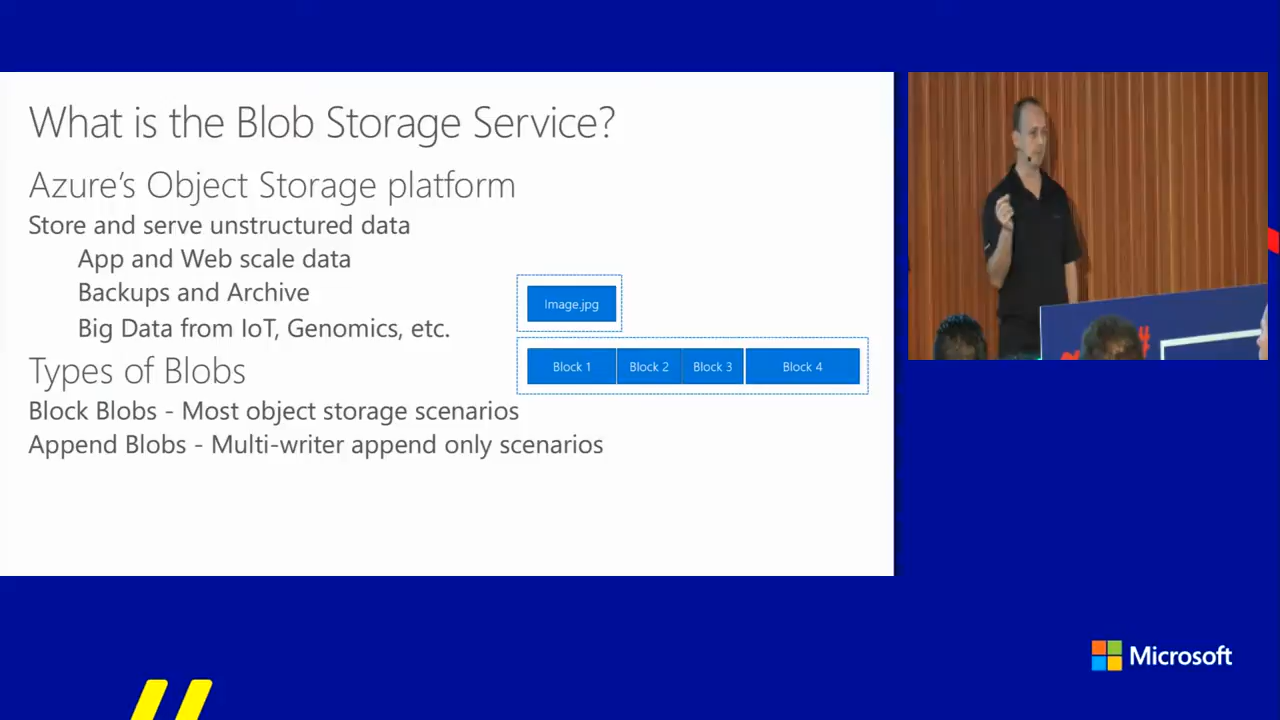 What is the Blob Storage Service?
Azure's Object Storage platform
Store and serve unstructured data
App and Web scale data
Backups and Archive
Big Data from IoT, Genomics, etc.
Image.jpg
Block 1
Block 2
Block 3
Block 4
Types of Blobs
Block Blobs - Most object storage scenarios
Append Blobs - Multi-writer append only scenarios
Microsoft